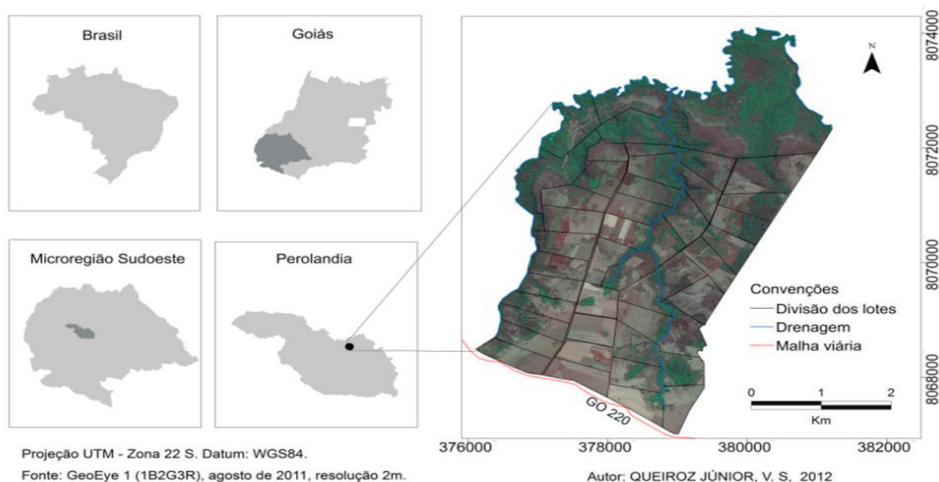 Brasil
Goiás
Microregião Sudoeste
Perolandia
N
8074000
8072000
8070000
8068000
Convenções
Divisão dos lotes
Drenagem
Malha viária
0 1 2
Km
GO 220
376000 378000 380000 382000
Projeção UTM - Zona 22 S. Datum: WGS84.
Fonte: GeoEye 1 (1B2G3R), agosto de 2011, resolução 2m.
Autor: QUEIROZ JÚNIOR, V. S, 2012